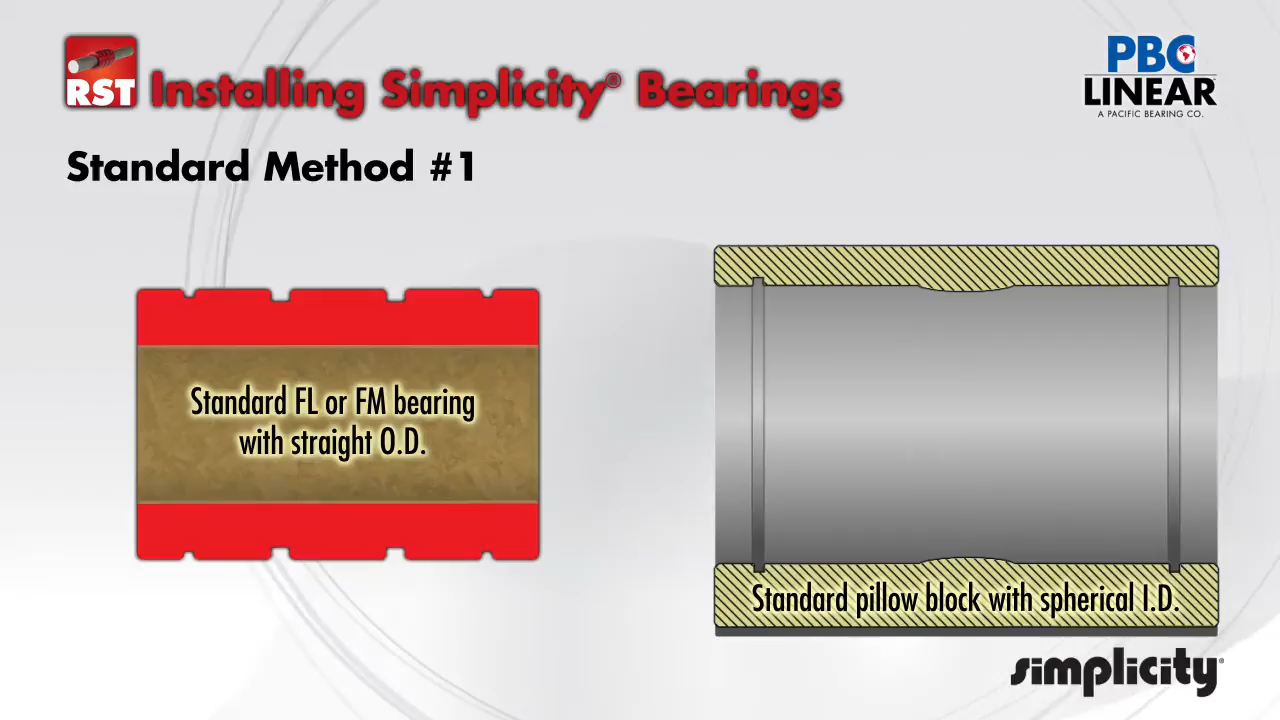 RST
Installing Simplicity® Bearings
PBC
LINEAR
A PACIFIC BEARING CO.
Standard Method #1
Standard FL or FM bearing
with straight O.D.
Standard pillow block with spherical I.D.
simplicity®